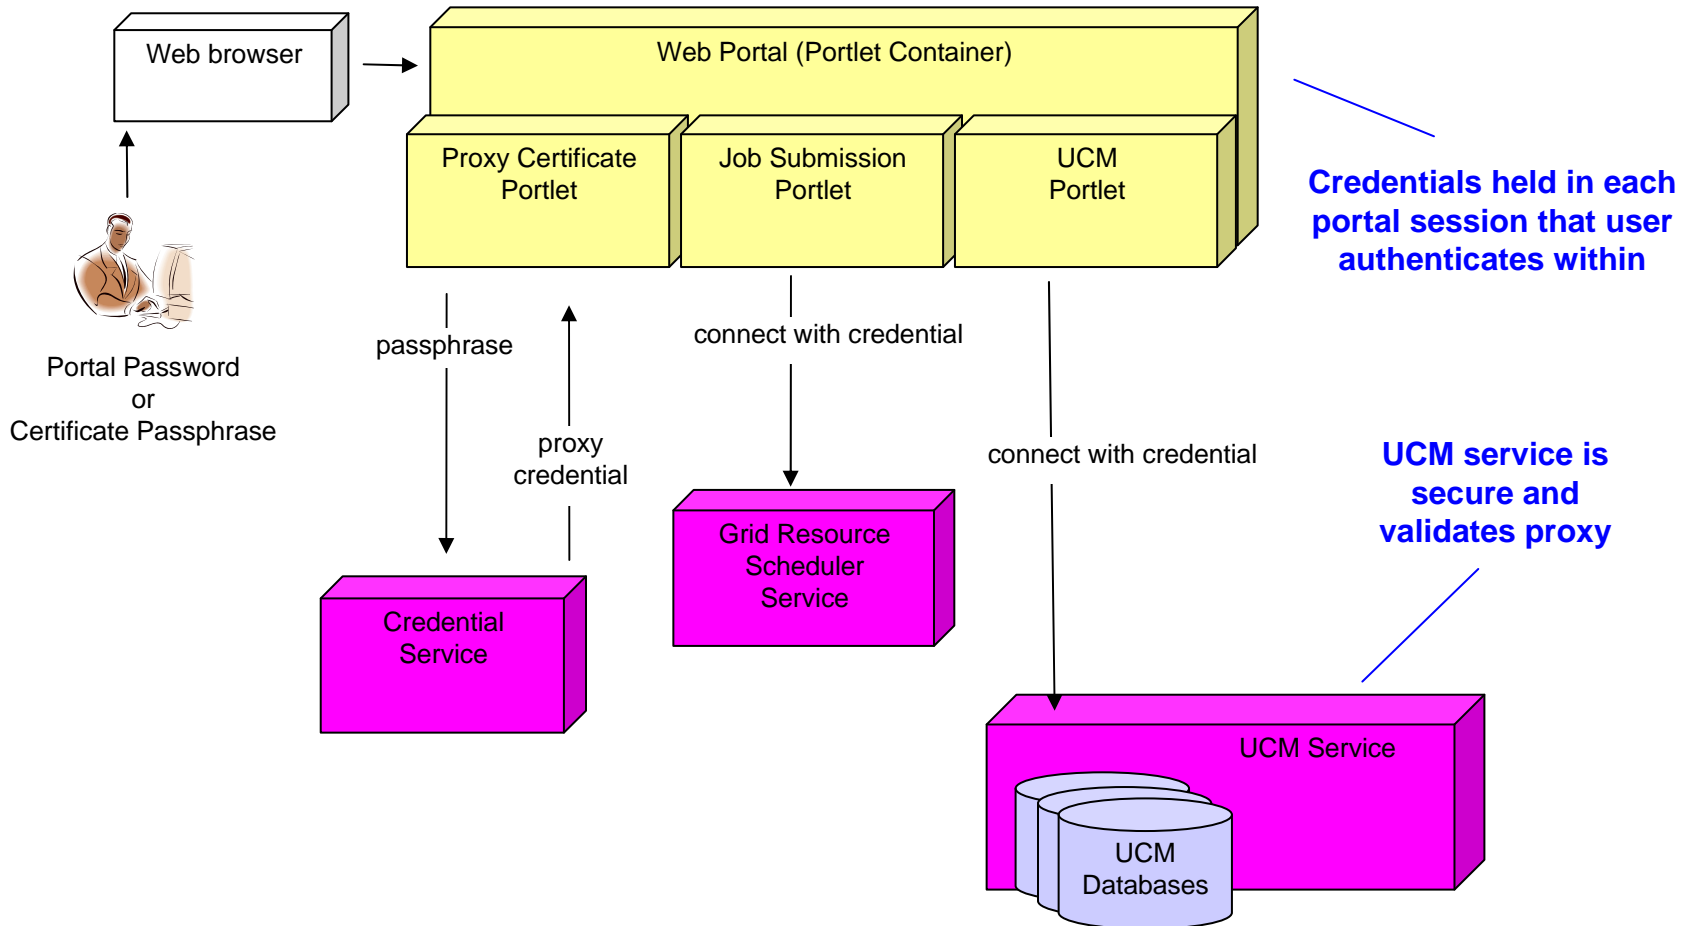 Web browser
Web Portal (Portlet Container)
Proxy Certificate
Portlet
Job Submission
Portlet
UCM
Portlet
Credentials held in each
portal session that user
authenticates within
Portal Password
or
Certificate Passphrase
passphrase
proxy
credential
connect with credential
connect with credential
UCM service is
secure and
validates proxy
Grid Resource
Scheduler
Service
Credential
Service
UCM Service
UCM
Databases